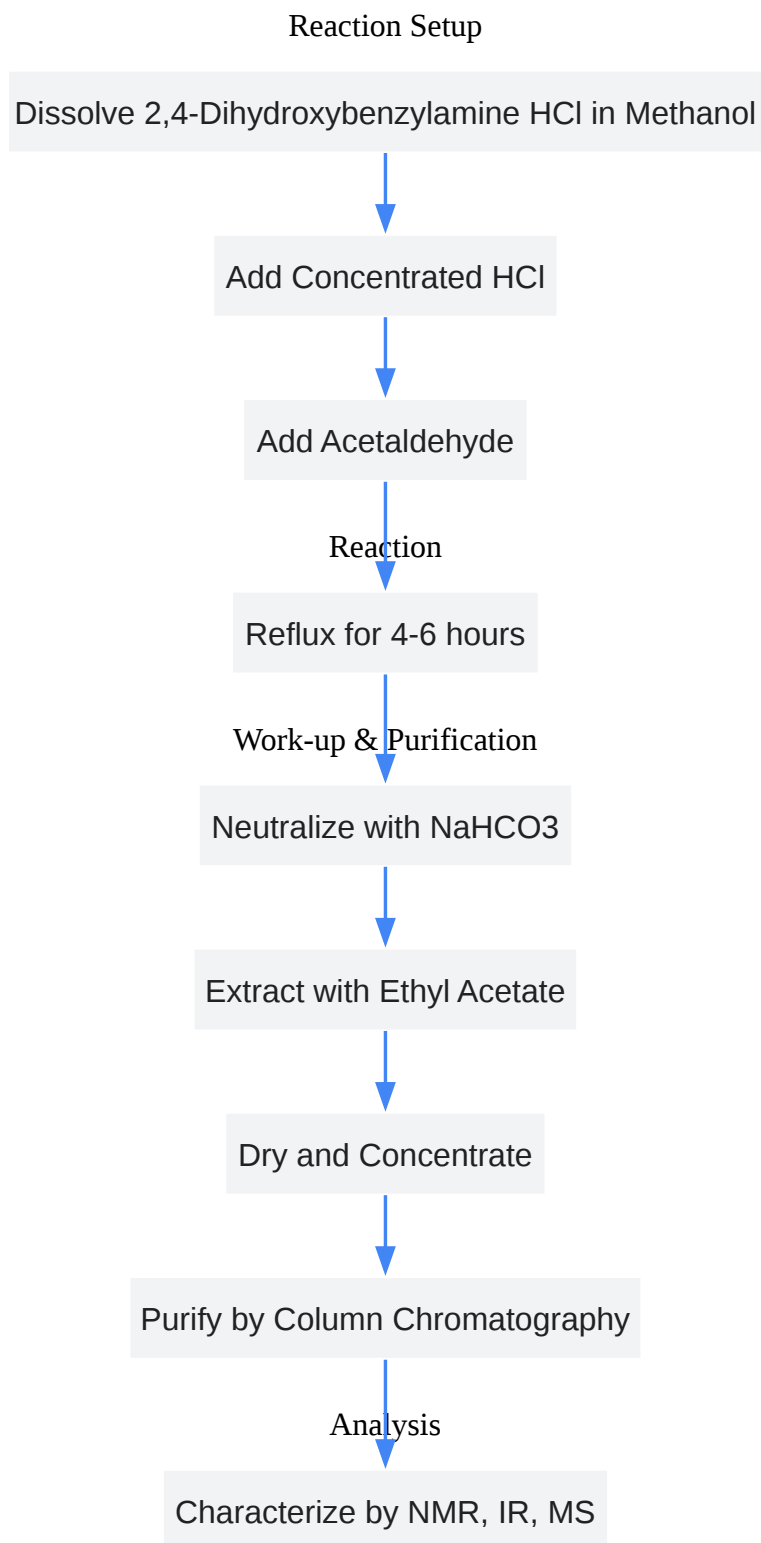 Reaction Setup
Dissolve 2,4-Dihydroxybenzylamine HCl in Methanol
Add Concentrated HCl
Add Acetaldehyde
Reaction
Reflux for 4-6 hours
Work-up & Purification
Neutralize with NaHCO3
Extract with Ethyl Acetate
Dry and Concentrate
Purify by Column Chromatography
Analysis
Characterize by NMR, IR, MS